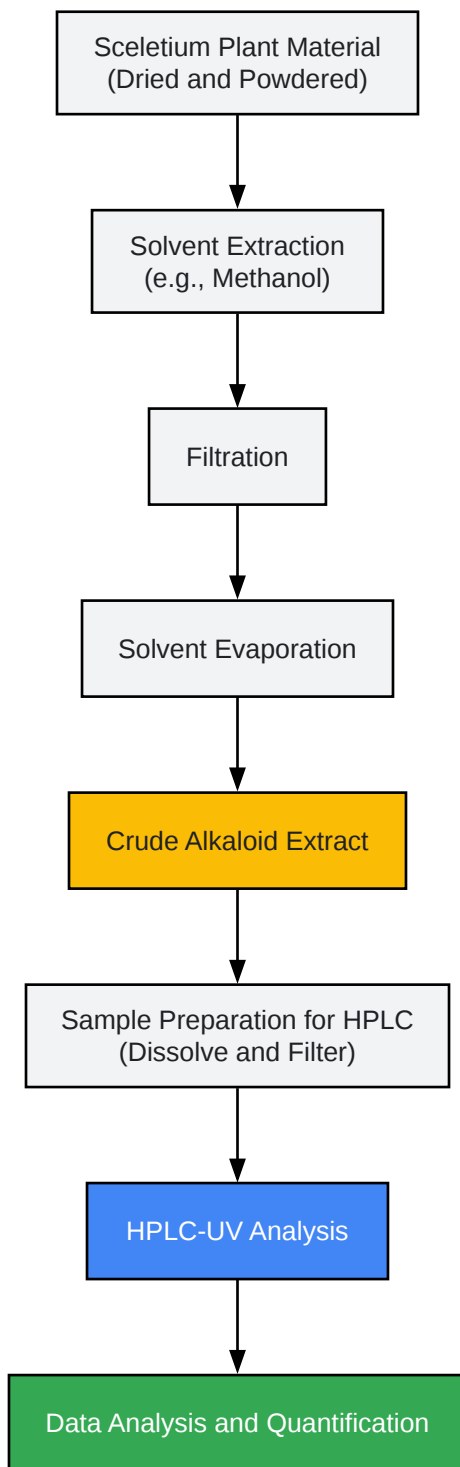 Sceletium Plant Material
(Dried and Powdered)
Solvent Extraction
(e.g., Methanol)
Filtration
Solvent Evaporation
Crude Alkaloid Extract
Sample Preparation for HPLC
(Dissolve and Filter)
HPLC-UV Analysis
Data Analysis and Quantification